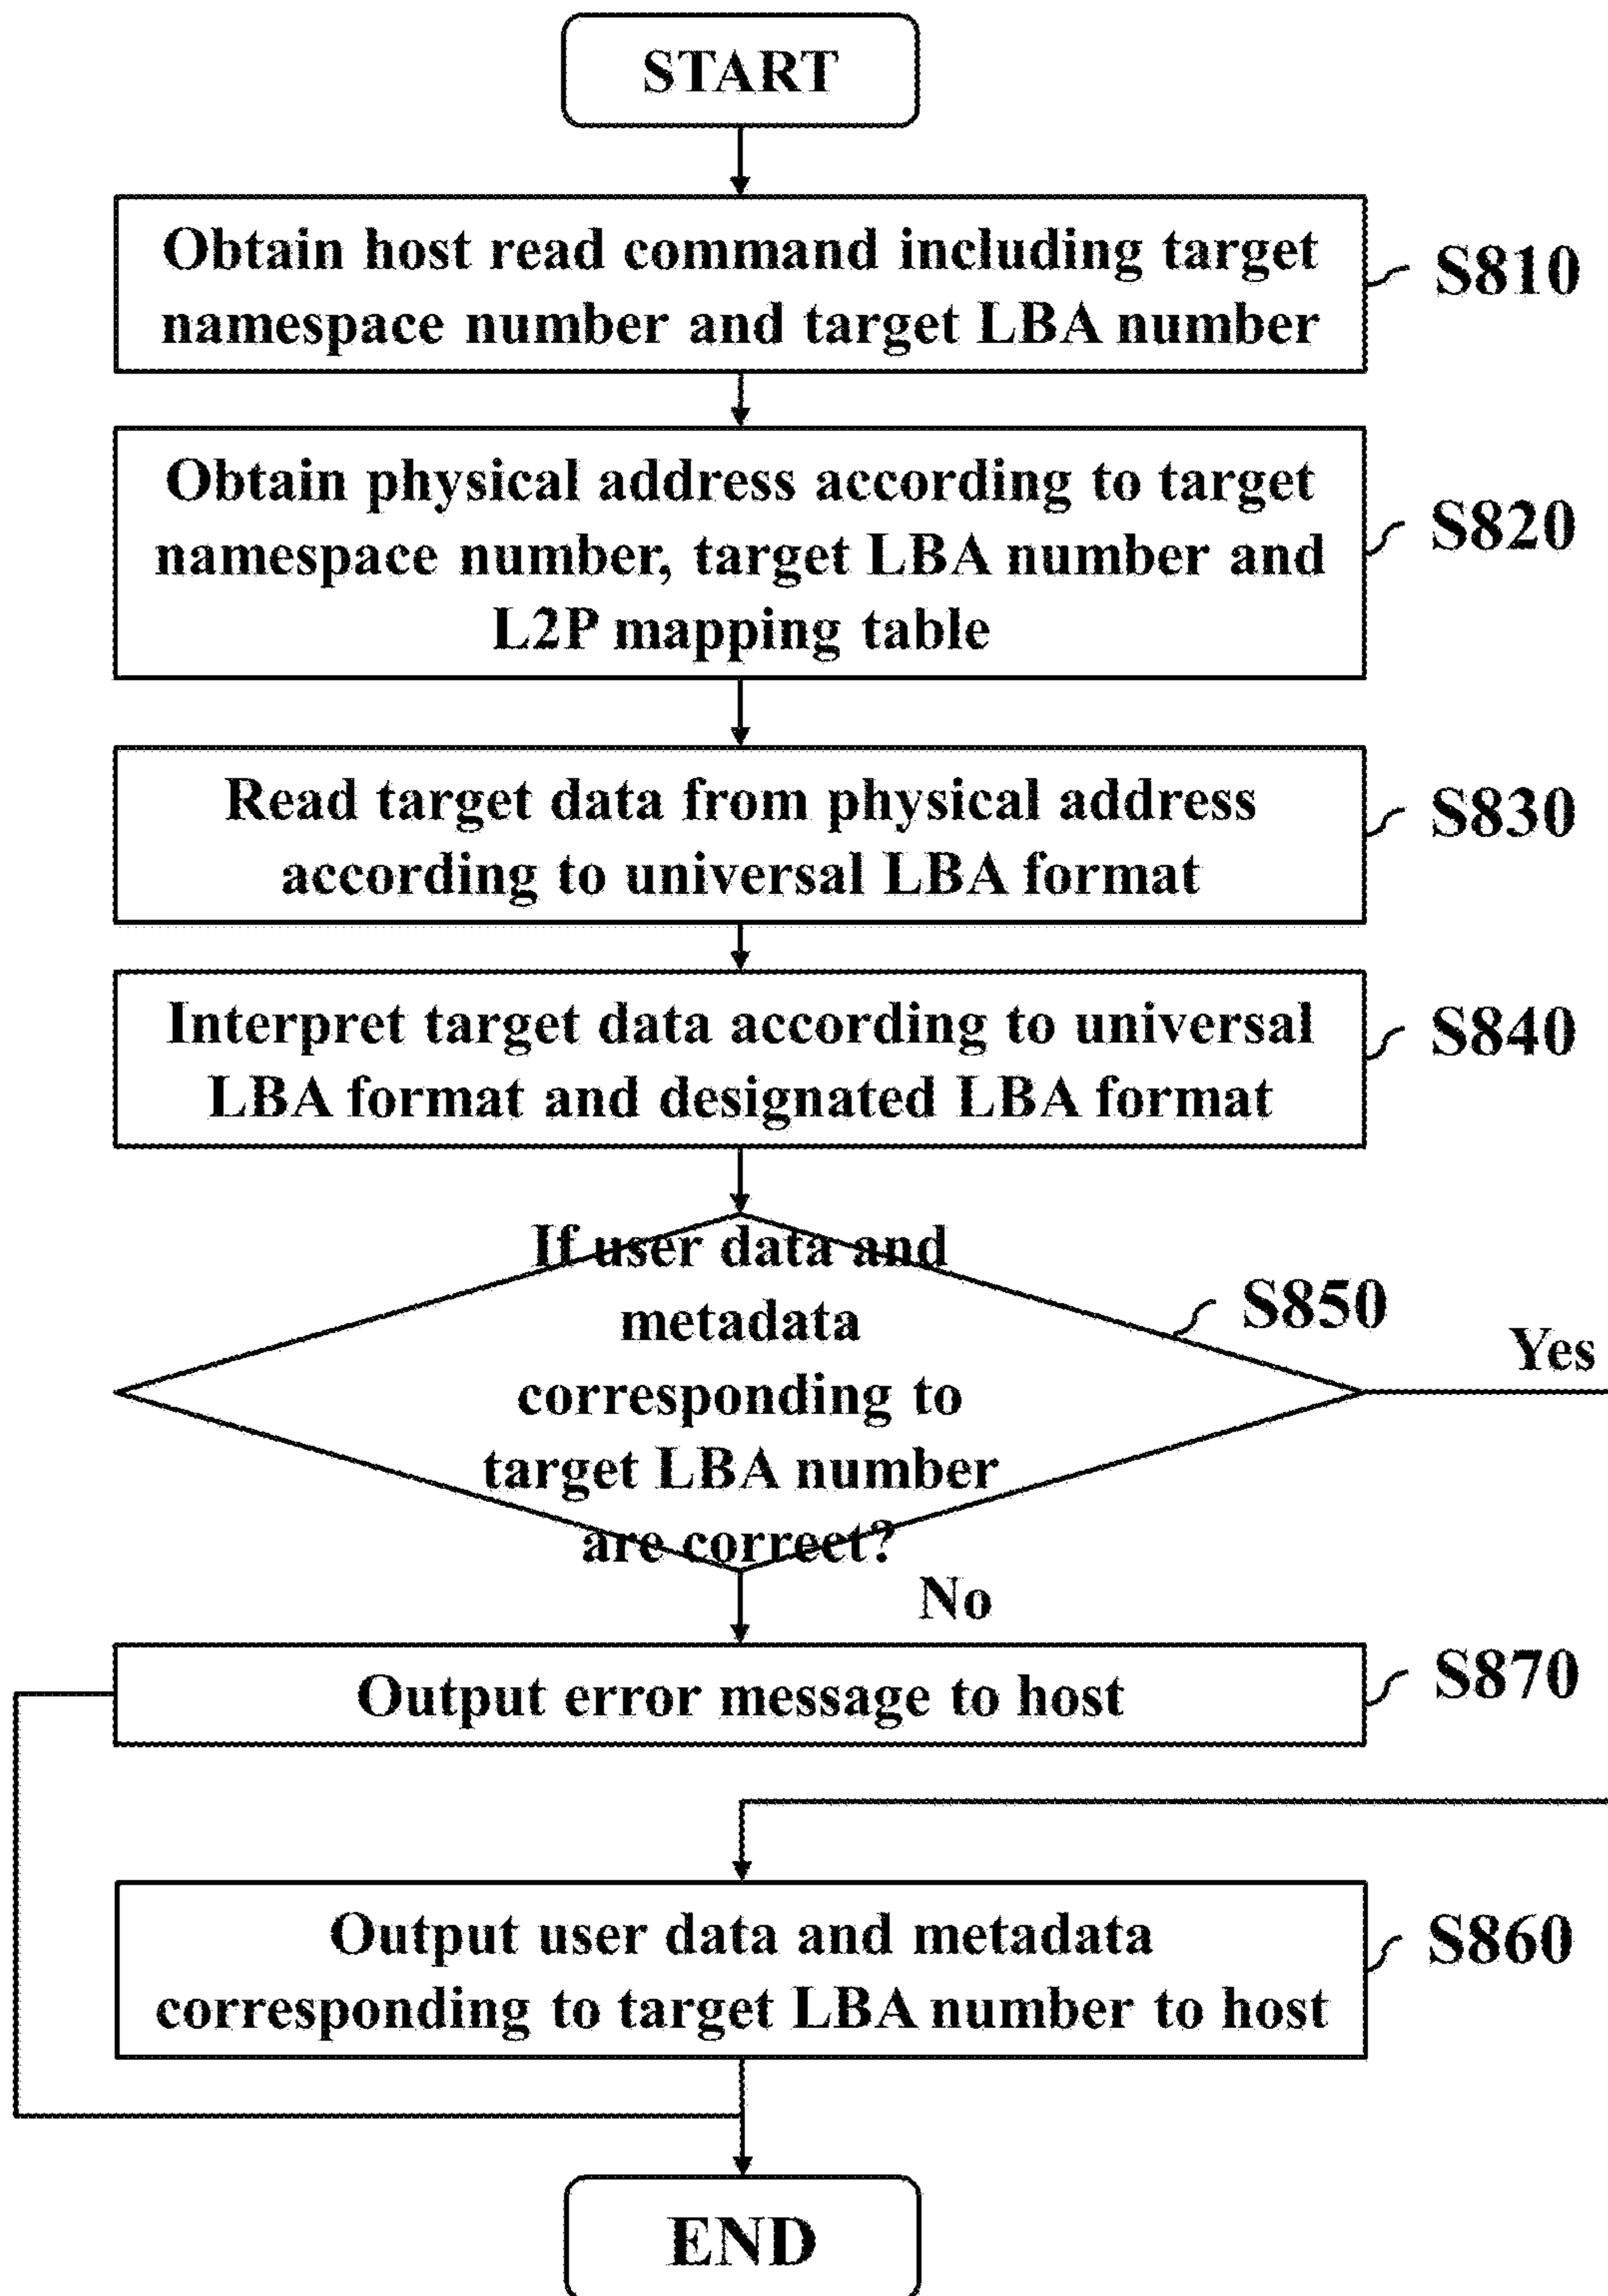 START
Obtain host read command including target
namespace number and target LBA number
S810
Obtain physical address according to target
namespace number, target LBA number and
L2P mapping table
S820
Read target data from physical address
according to universal LBA format
S830
Interpret target data according to universal
LBA format and designated LBA format
S840
If user data and
metadata
corresponding to
target LBA number
are correct?
S850
Yes
No
Output error message to host
S870
Output user data and metadata
corresponding to target LBA number to host
S860
END